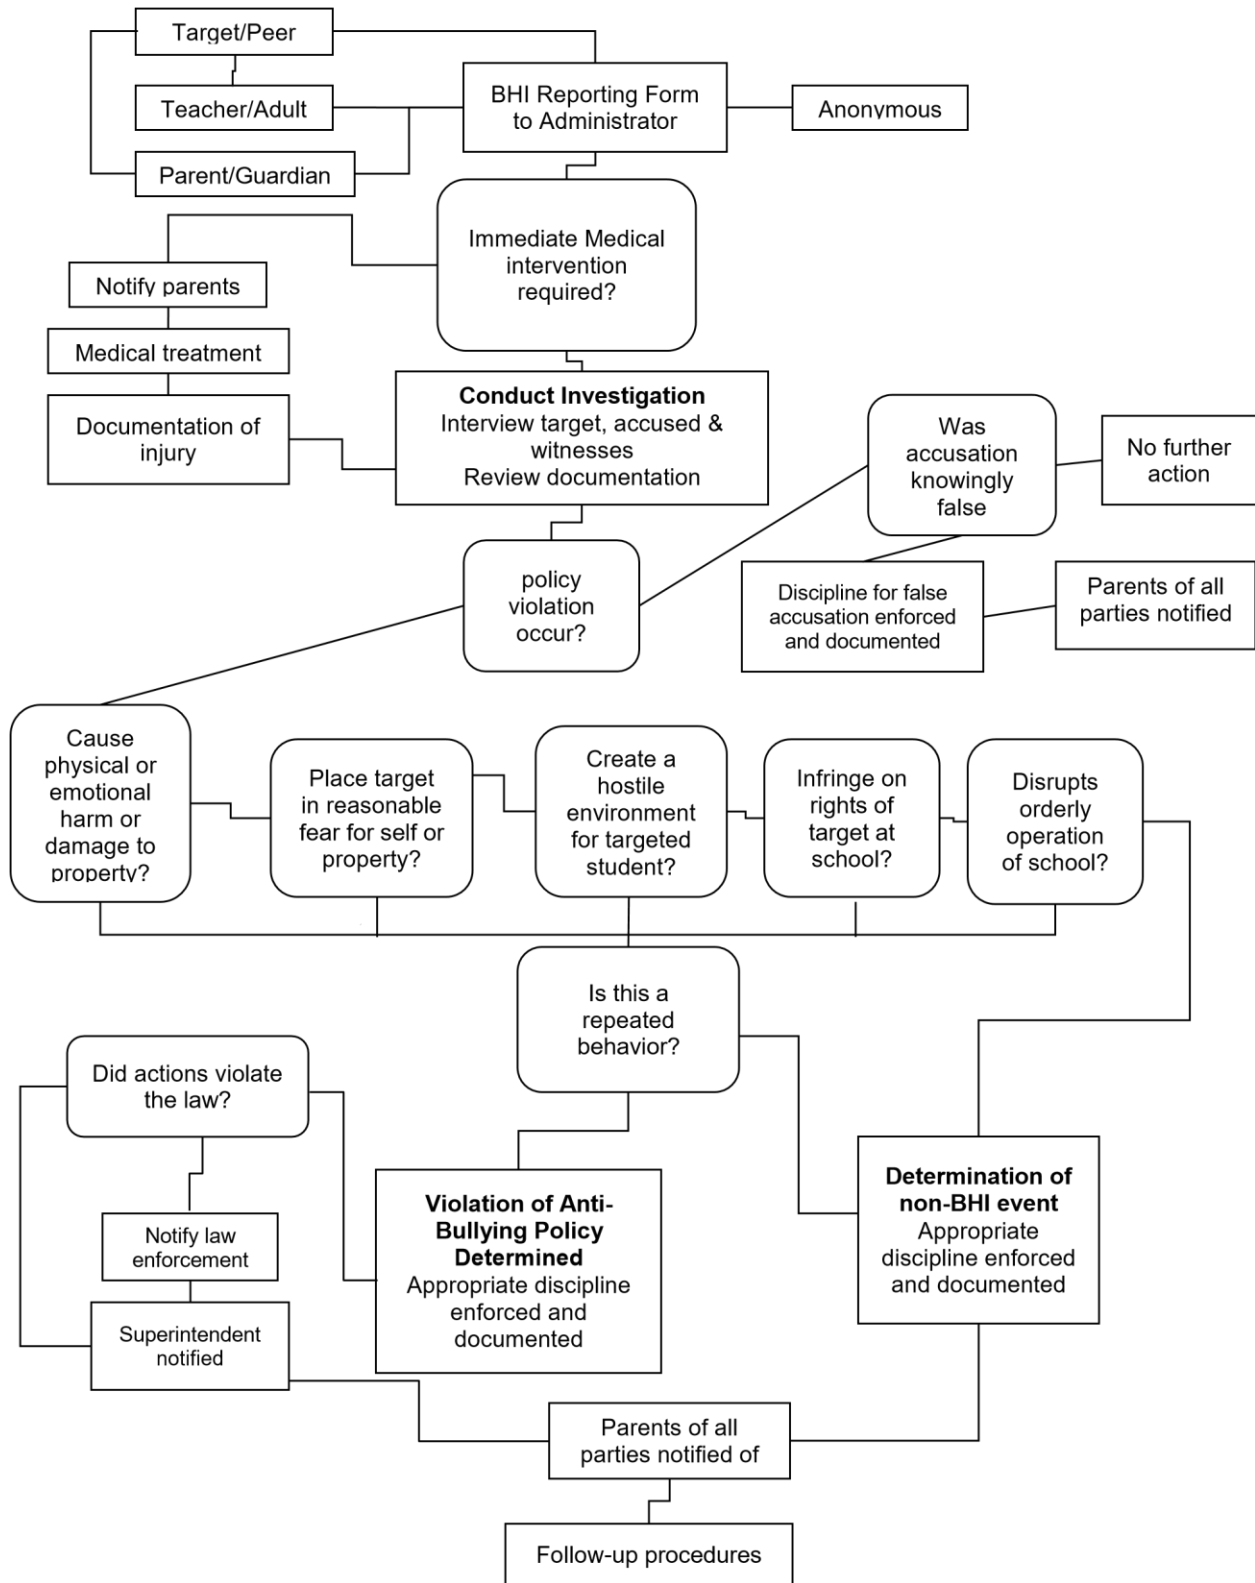 Target/Peer
Teacher/Adult
Parent/Guardian
BHI Reporting Form
to Administrator
Anonymous
Immediate Medical
intervention
required?
Notify parents
Medical treatment
Documentation of
injury
Conduct Investigation
Interview target, accused &
witnesses
Review documentation
Was
accusation
knowingly
false
No further
action
policy
violation
occur?
Discipline for false
accusation enforced
and documented
Parents of all
parties notified
Cause
physical or
emotional
harm or
damage to
property?
Place target
in reasonable
fear for self or
property?
Create a
hostile
environment
for targeted
student?
Infringe on
rights of
target at
school?
Disrupts
orderly
operation
of school?
Is this a
repeated
behavior?
Did actions violate
the law?
Notify law
enforcement
Superintendent
notified
Violation of Anti-
Bullying Policy
Determined
Appropriate discipline
enforced and
documented
Determination of
non-BHI event
Appropriate
discipline enforced
and documented
Parents of all
parties notified of
Follow-up procedures